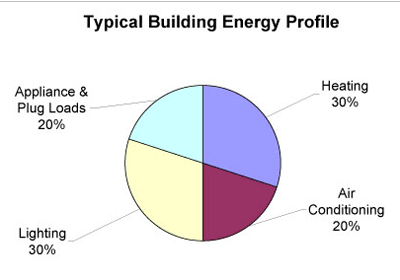 Typical Building Energy Profile
Appliance &
Plug Loads
20%
Heating
30%
Air
Conditioning
20%
Lighting
30%